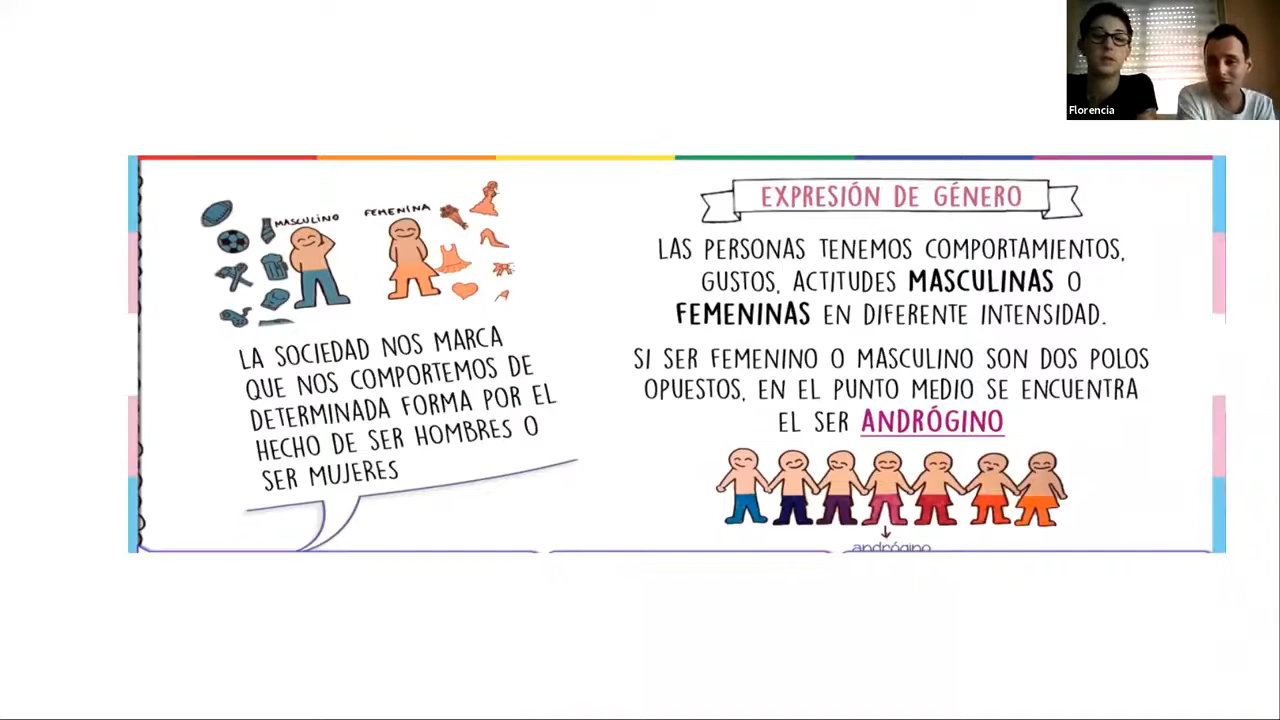 Florencia
MASCULINO
FEMENINA
LA SOCIEDAD NOS MARCA
QUE NOS COMPORTEMOS DE
DETERMINADA FORMA POR EL
HECHO DE SER HOMBRES O
SER MUJERES
EXPRESIÓN DE GÉNERO
LAS PERSONAS TENEMOS COMPORTAMIENTOS,
GUSTOS, ACTITUDES MASCULINAS O
FEMENINAS EN DIFERENTE INTENSIDAD.
SI SER FEMENINO O MASCULINO SON DOS POLOS
OPUESTOS, EN EL PUNTO MEDIO SE ENCUENTRA
EL SER ANDRÓGINO
andrógino